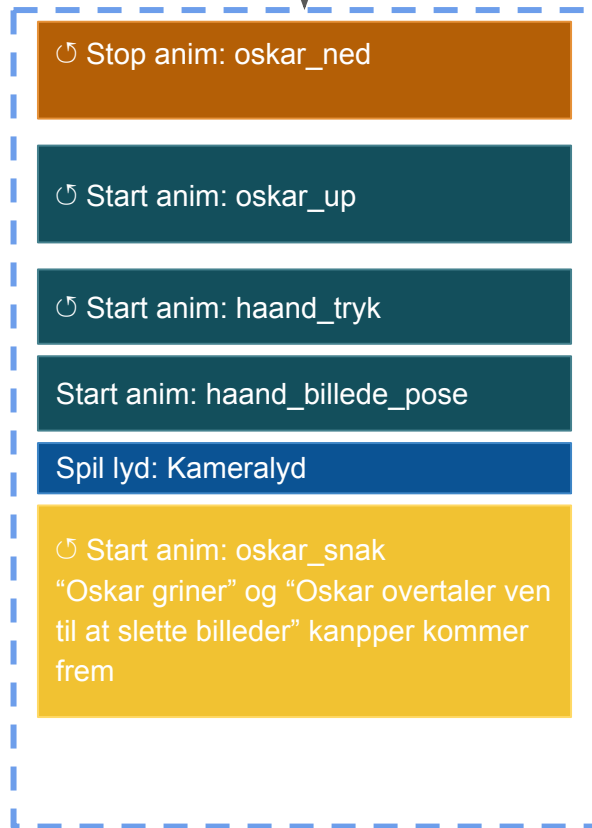 ↺ Stop anim: oskar_ned
↺ Start anim: oskar_up
↺ Start anim: haand_tryk
Start anim: haand_billede_pose
Spil lyd: Kameralyd
↺ Start anim: oskar_snak
“Oskar griner” og “Oskar overtaler ven
til at slette billeder” kanpper kommer
frem